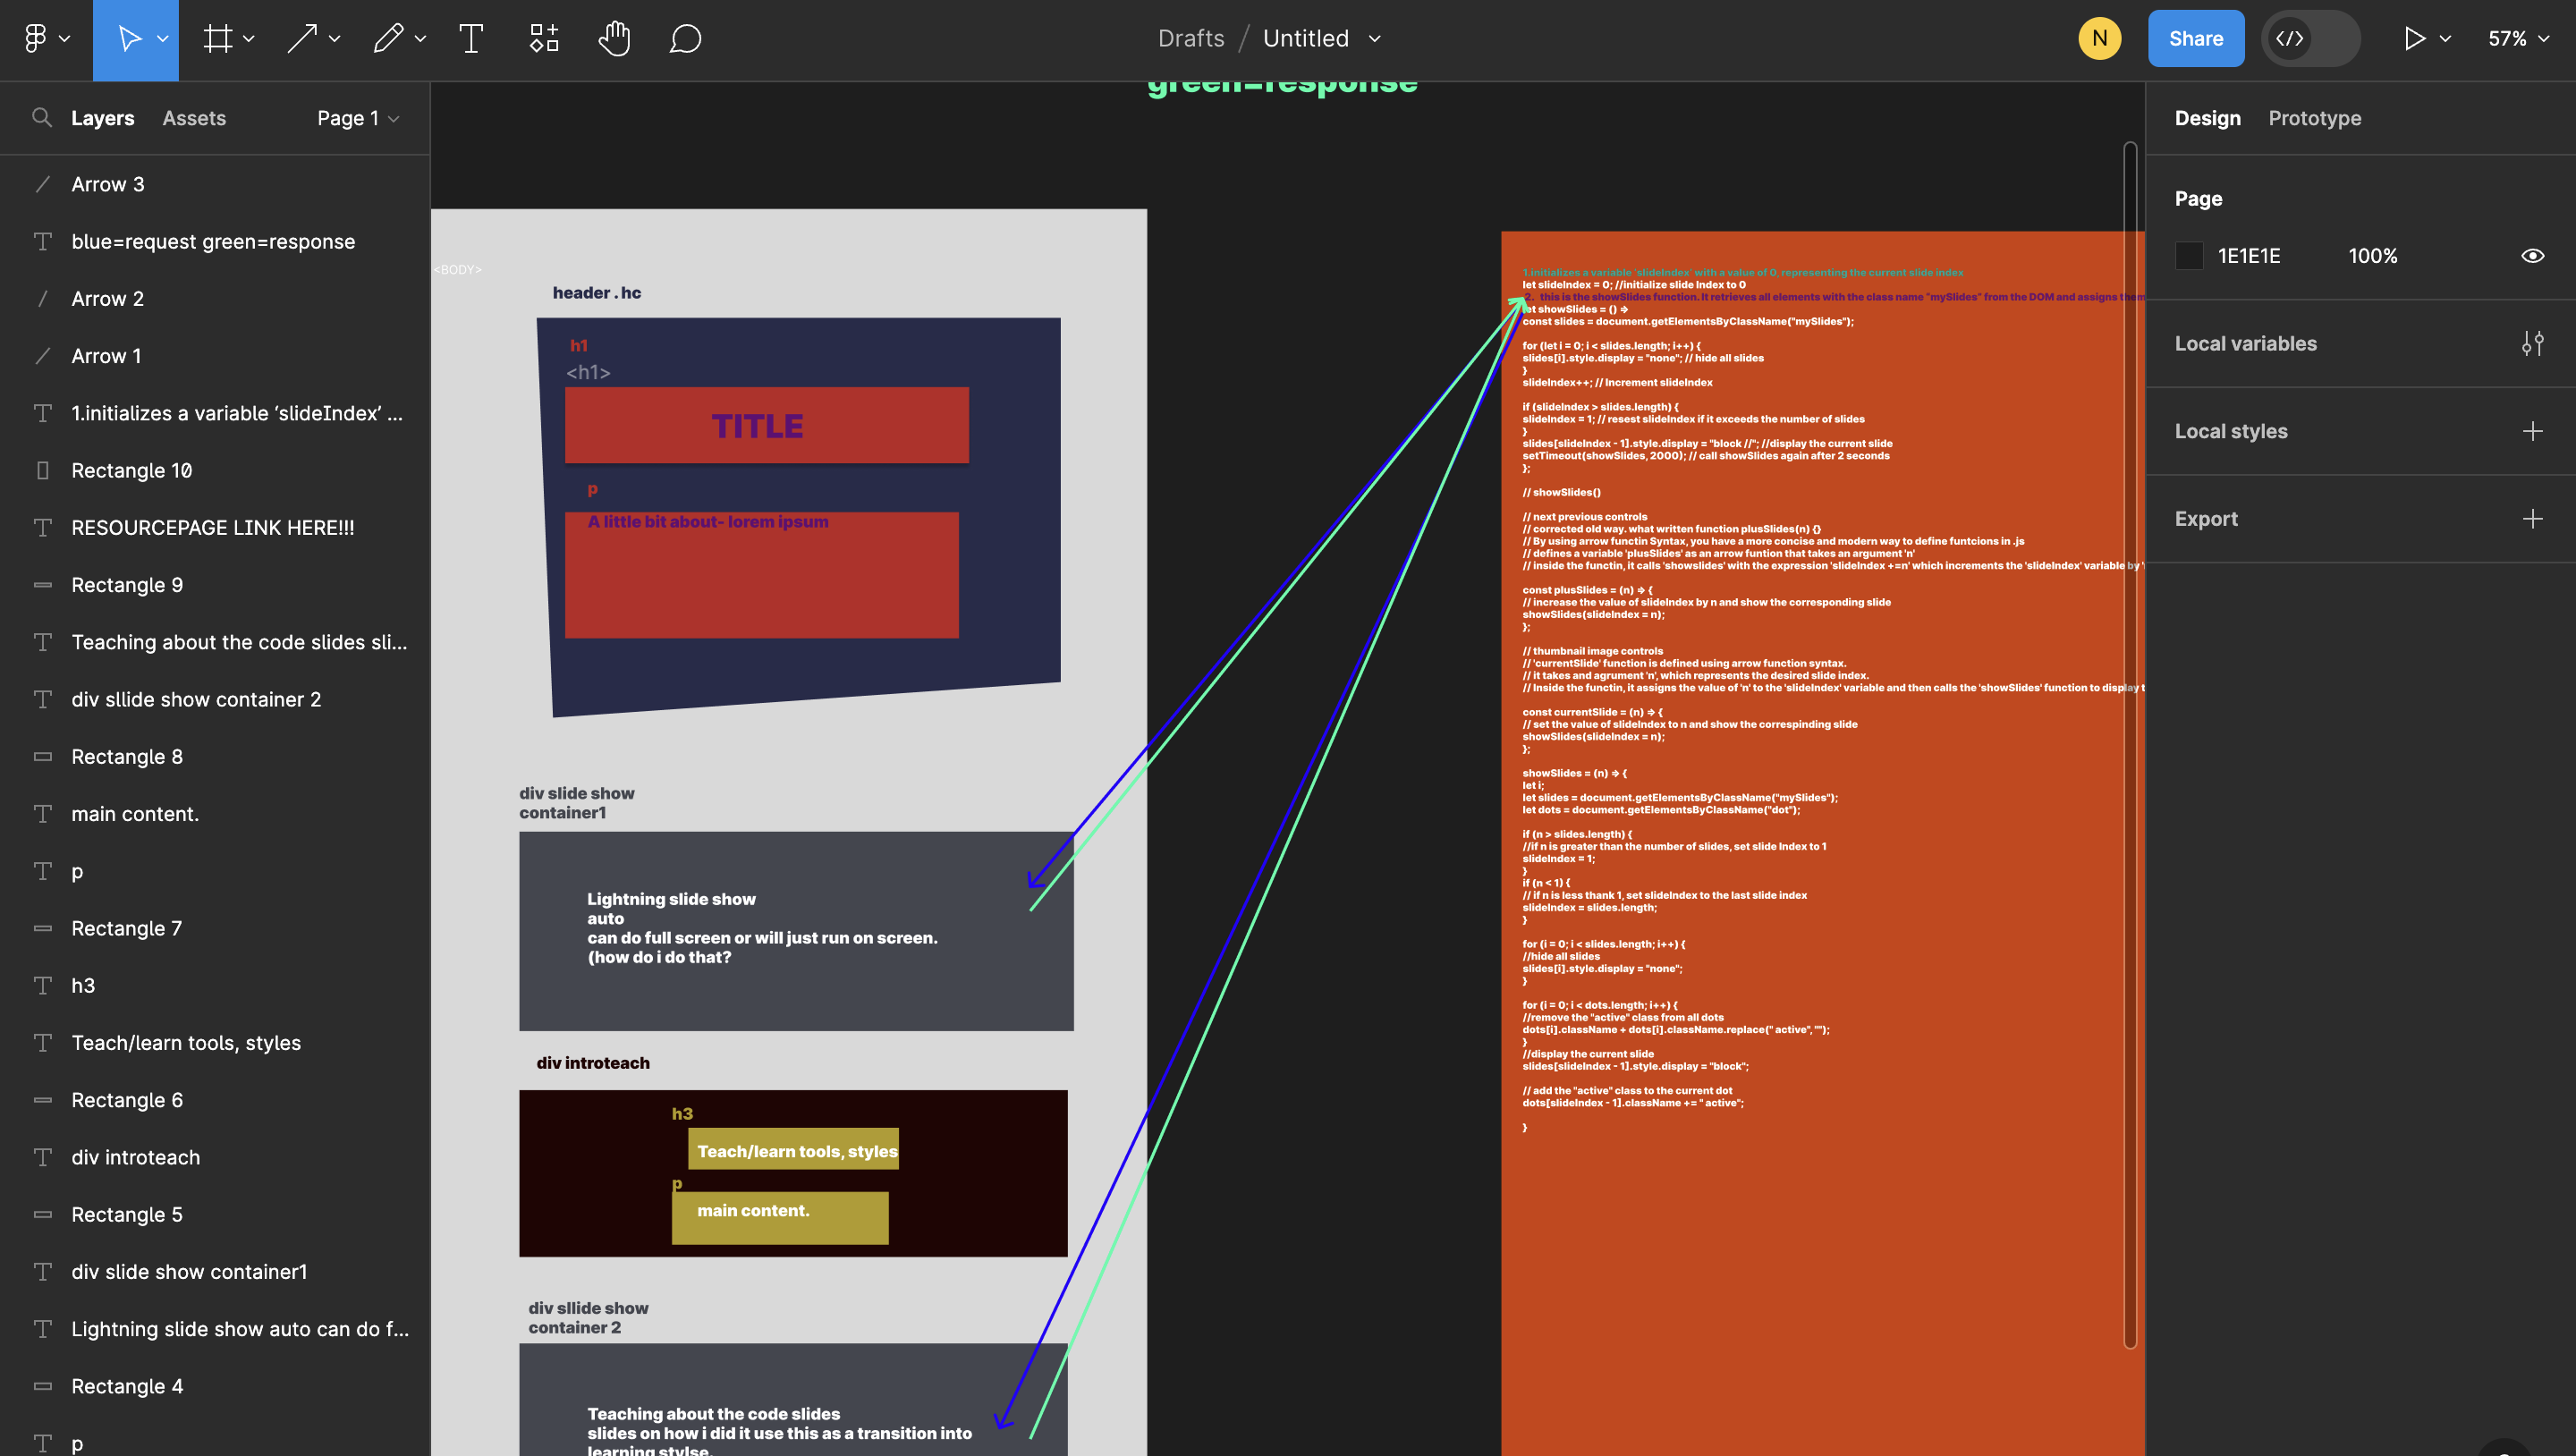 Drafts / Untitled
N
Share
57%
Layers
Assets
Page 1
Arrow 3
blue=request green=response
Arrow 2
Arrow 1
1.initializes a variable ‘slideIndex’ ...
Rectangle 10
RESOURCEPAGE LINK HERE!!!
Rectangle 9
Teaching about the code slides sli...
div sllide show container 2
Rectangle 8
main content.
p
Rectangle 7
h3
Teach/learn tools, styles
Rectangle 6
div introteach
Rectangle 5
div slide show container1
Lightning slide show auto can do f...
Rectangle 4
p
green=response
<BODY>
header . hc
h1
<h1>
TITLE
p
A little bit about- lorem ipsum
div slide show
container1
Lightning slide show
auto
can do full screen or will just run on screen.
(how do i do that?
div introteach
h3
Teach/learn tools, styles
p
main content.
div sllide show
container 2
Teaching about the code slides
slides on how i did it use this as a transition into
learning stylse.
1.initializes a variable ‘slideIndex’ with a value of 0, representing the current slide index
let slideIndex = 0; //initialize slide Index to 0
2. this is the showSlides function. It retrieves all elements with the class name “mySlides” from the DOM and assigns them
showSlides = () =>
const slides = document.getElementsByClassName("mySlides");
for (let i = 0; i < slides.length; i++) {
slides[i].style.display = "none"; // hide all slides
}
slideIndex++; // Increment slideIndex
if (slideIndex > slides.length) {
slideIndex = 1; // resest slideIndex if it exceeds the number of slides
}
slides[slideIndex - 1].style.display = "block //"; //display the current slide
setTimeout(showSlides, 2000); // call showSlides again after 2 seconds
};
// showSlides()
// next previous controls
// corrected old way. what written function plusSlides(n) {}
// By using arrow functin Syntax, you have a more concise and modern way to define funtcions in .js
// defines a variable 'plusSlides' as an arrow funtion that takes an argument 'n'
// inside the functin, it calls 'showslides' with the expression 'slideIndex +=n' which increments the 'slideIndex' variable by
const plusSlides = (n) => {
// increase the value of slideIndex by n and show the corresponding slide
showSlides(slideIndex = n);
};
// thumbnail image controls
// 'currentSlide' function is defined using arrow function syntax.
// it takes and agrument 'n', which represents the desired slide index.
// Inside the functin, it assigns the value of 'n' to the 'slideIndex' variable and then calls the 'showSlides' function to display t
const currentSlide = (n) => {
// set the value of slideIndex to n and show the correspinding slide
showSlides(slideIndex = n);
};
showSlides = (n) => {
let i;
let slides = document.getElementsByClassName("mySlides");
let dots = document.getElementsByClassName("dot");
if (n > slides.length) {
//if n is greater than the number of slides, set slide Index to 1
slideIndex = 1;
}
if (n < 1) {
// if n is less thank 1, set slideIndex to the last slide index
slideIndex = slides.length;
}
for (i = 0; i < slides.length; i++) {
//hide all slides
slides[i].style.display = "none";
}
for (i = 0; i < dots.length; i++) {
//remove the "active" class from all dots
dots[i].className + dots[i].className.replace(" active", "");
}
//display the current slide
slides[slideIndex - 1].style.display = "block";
// add the "active" class to the current dot
dots[slideIndex - 1].className += " active";
}
Design
Prototype
Page
1E1E1E
100%
Local variables
Local styles
Export